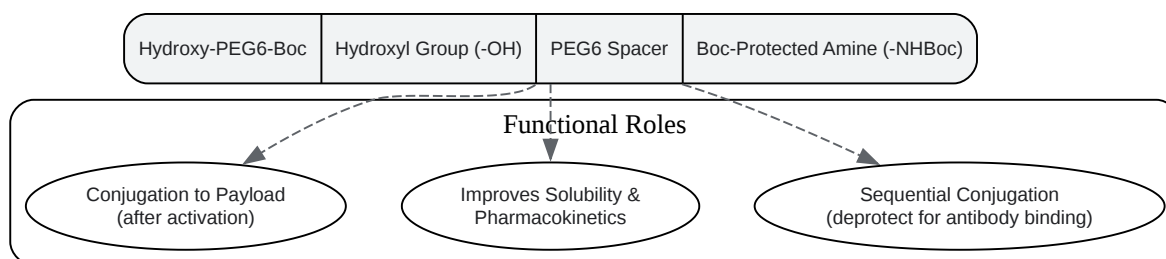 Hydroxy-PEG6-Boc
Hydroxyl Group (-OH)
PEG6 Spacer
Boc-Protected Amine (-NHBoc)
Functional Roles
Conjugation to Payload
(after activation)
Improves Solubility &
Pharmacokinetics
Sequential Conjugation
(deprotect for antibody binding)